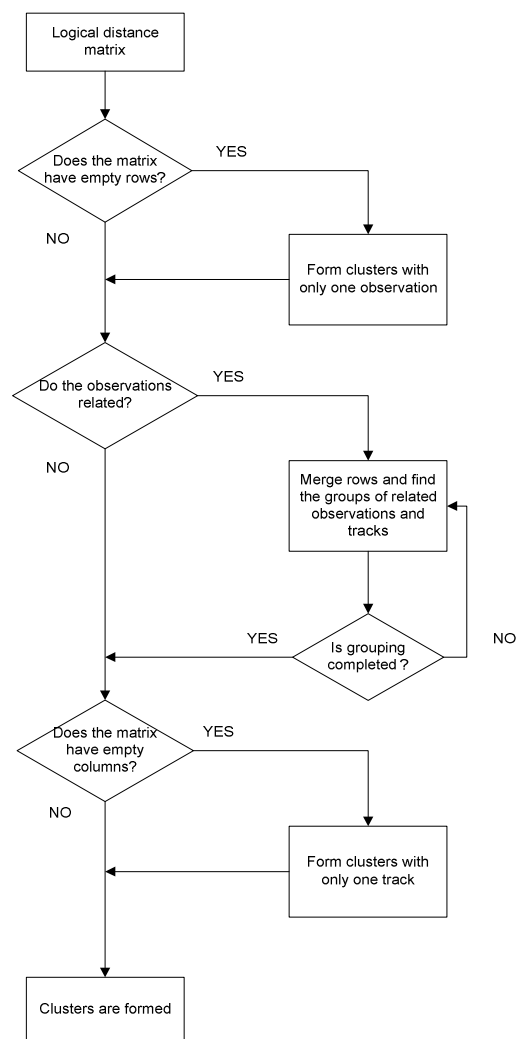 Logical distance
matrix
Does the matrix
have empty rows?
YES
NO
Form clusters with
only one observation
Do the observations
related?
YES
NO
Merge rows and find
the groups of related
observations and
tracks
Is grouping
completed ?
YES
NO
Does the matrix
have empty
columns?
YES
NO
Form clusters with
only one track
Clusters are formed